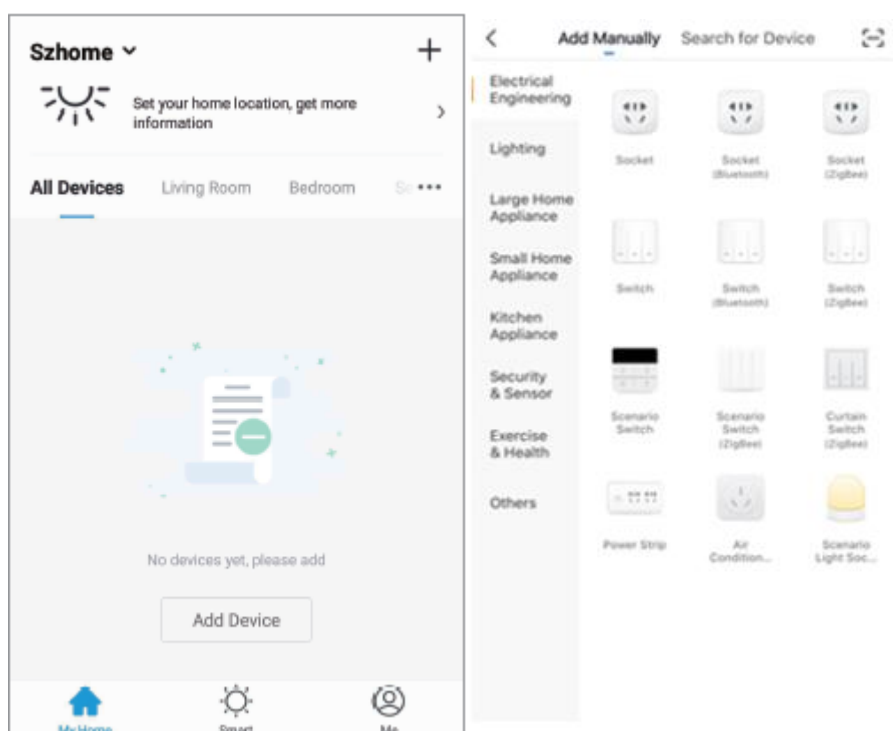 Szhome
Set your home location, get more
information
All Devices
Living Room
Bedroom
No devices yet, please add
Add Device
My Home
Smart
Me
Add Manually
Search for Device
Electrical
Engineering
Lighting
Large Home
Appliance
Small Home
Appliance
Kitchen
Appliance
Security
& Sensor
Exercise
& Health
Others
Socket
Socket
(Bluetooth)
Socket
(ZigBee)
Switch
Switch
(Bluetooth)
Switch
(ZigBee)
Scenario
Switch
Scenario
Switch
(ZigBee)
Curtain
Switch
(ZigBee)
Power Strip
Air
Condition...
Scenario
Light Soc...